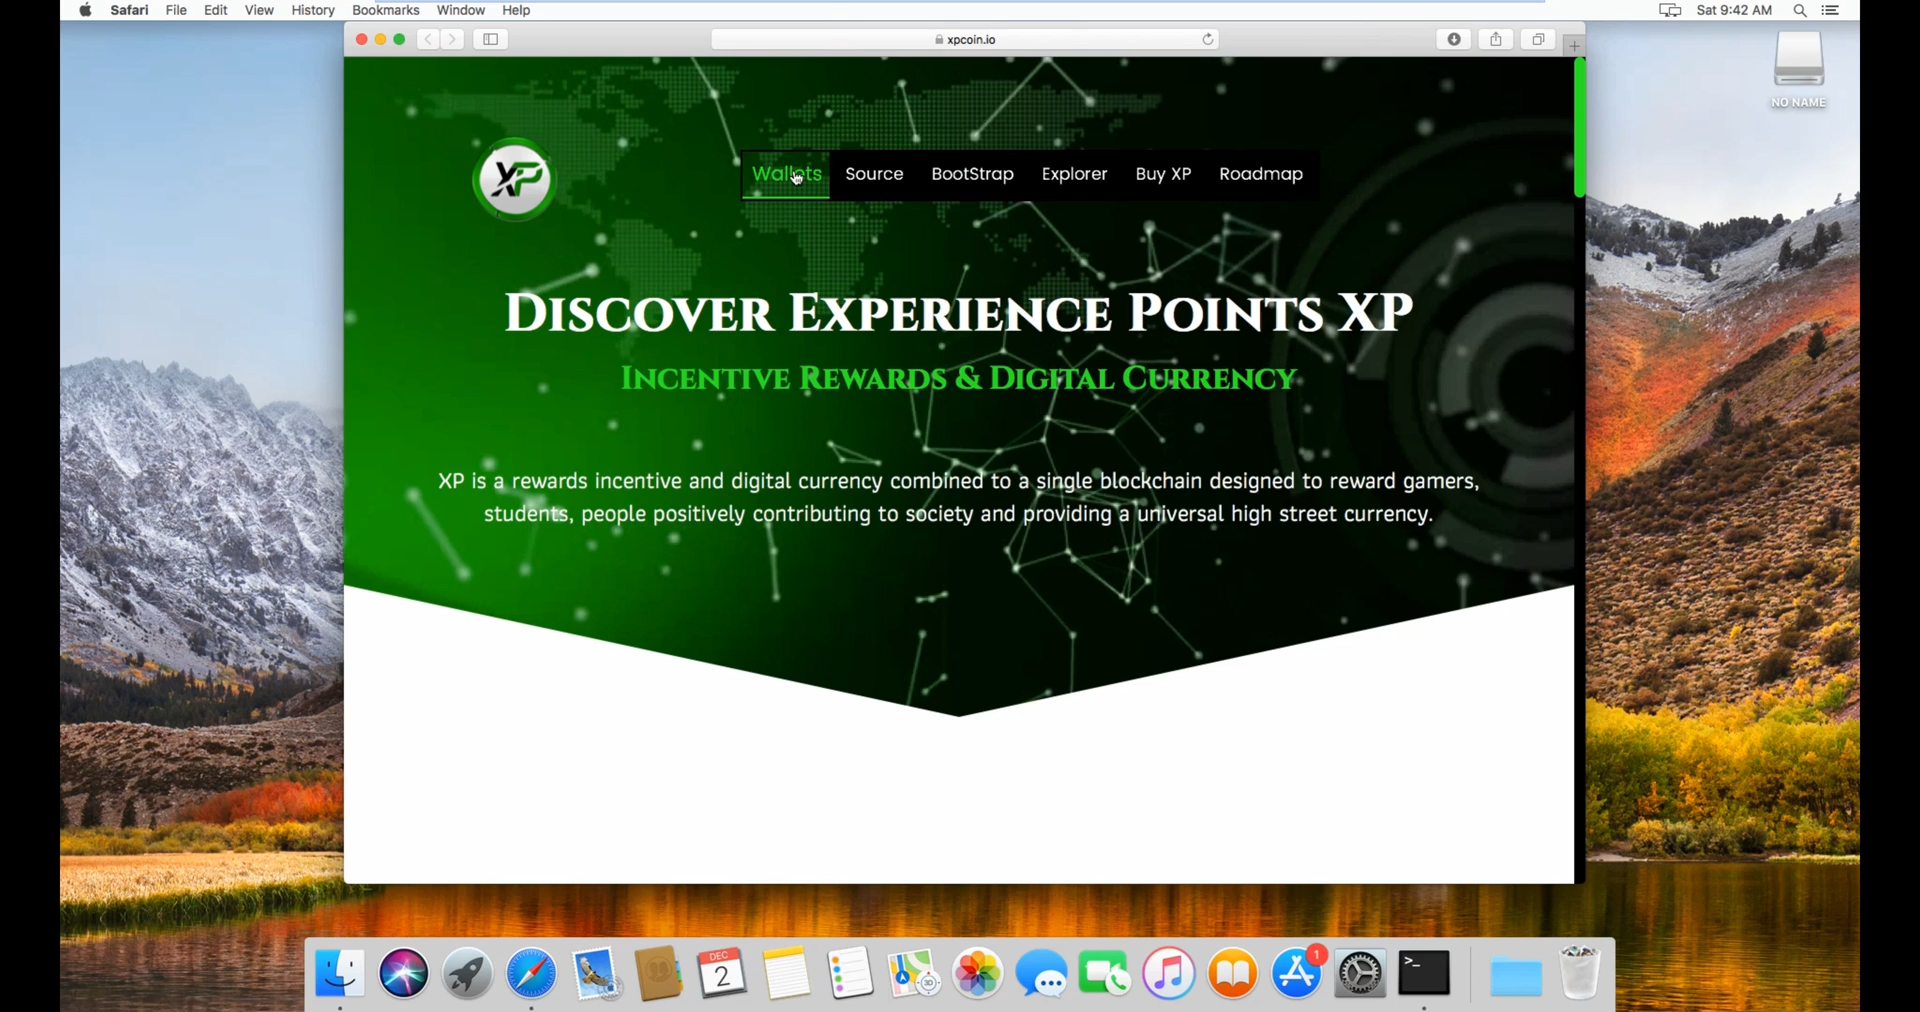 Safari File Edit View History Bookmarks Window Help
Sat 9:42 AM
xpcoin.io
NO NAME
XP
Wallets Source BootStrap Explorer Buy XP Roadmap
Discover Experience Points XP
Incentive Rewards & Digital Currency
XP is a rewards incentive and digital currency combined to a single blockchain designed to reward gamers,
students, people positively contributing to society and providing a universal high street currency.
DEC
2
3D
1
>_